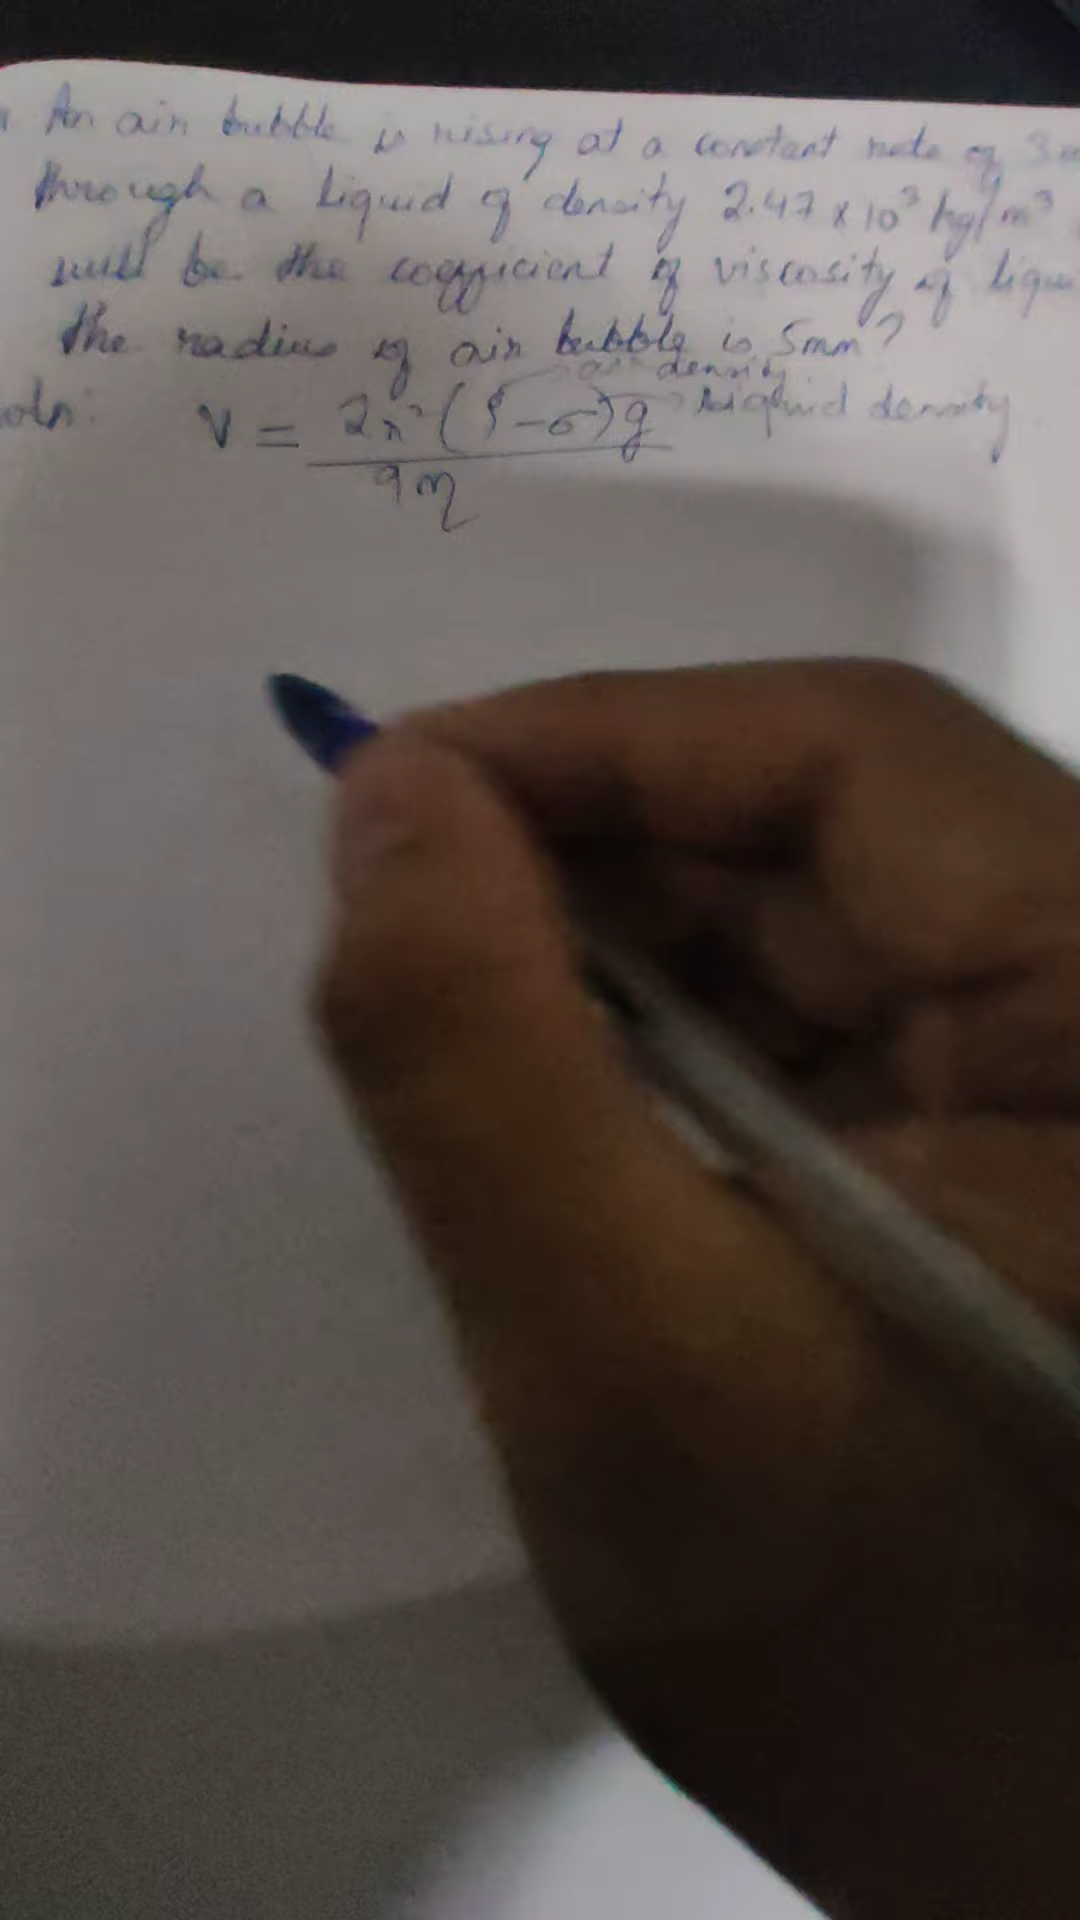 An air bubble is rising at a constant rate of 3
through a liquid of density 2.47 x 10³ kg/m³
will be the coefficient of viscosity of liqu
the radius of air bubble is 5mm?
oln: V = 2r²(ρ-σ)g / 9η
air density
liquid density